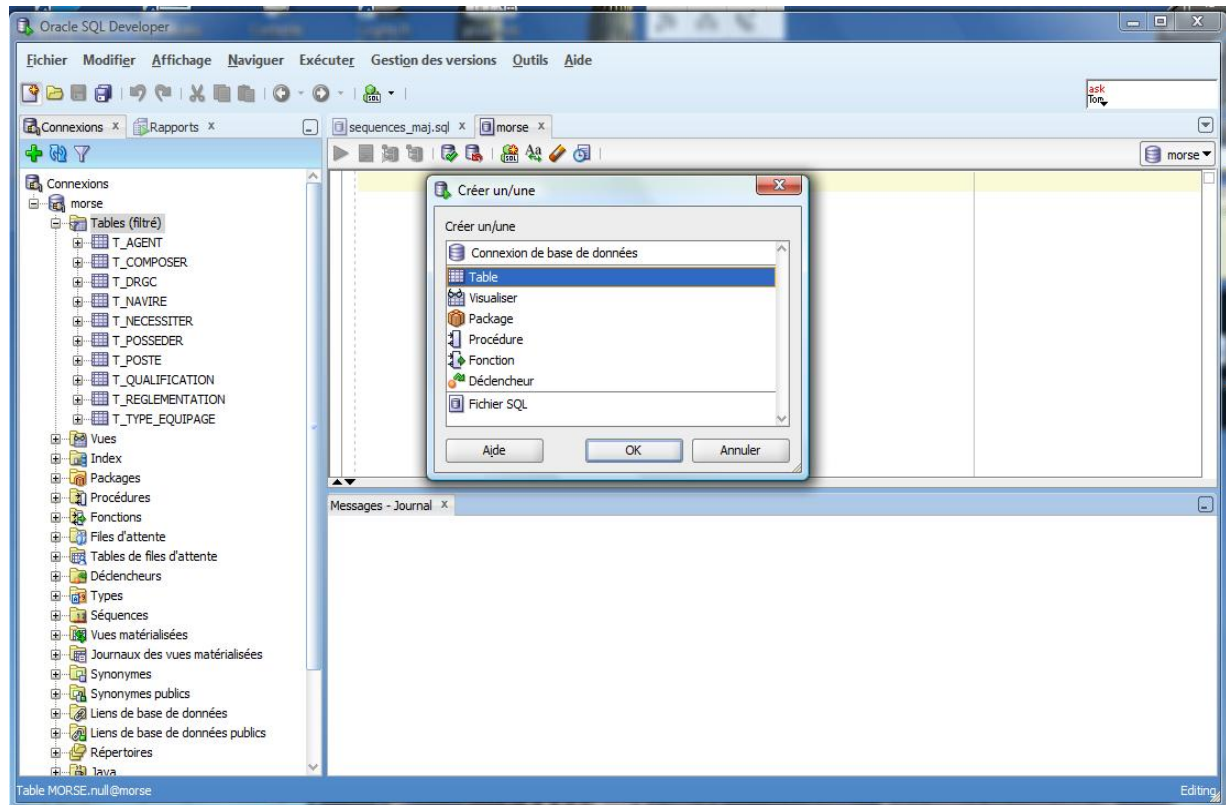 Oracle SQL Developer
Fichier Modifier Affichage Naviguer Exécuter Gestion des versions Outils Aide
ask
Tom
Connexions x Rapports x
sequences_maj.sql x morse x
morse
Connexions
morse
Tables (filtré)
T_AGENT
T_COMPOSER
T_DRGC
T_NAVIRE
T_NECESSITER
T_POSSEDER
T_POSTE
T_QUALIFICATION
T_REGLEMENTATION
T_TYPE_EQUIPAGE
Vues
Index
Packages
Procédures
Fonctions
Files d'attente
Tables de files d'attente
Déclencheurs
Types
Séquences
Vues matérialisées
Journaux des vues matérialisées
Synonymes
Synonymes publics
Liens de base de données
Liens de base de données publics
Répertoires
Java
Créer un/une
Créer un/une
Connexion de base de données
Table
Visualiser
Package
Procédure
Fonction
Déclencheur
Fichier SQL
Aide OK Annuler
Messages - Journal x
Table MORSE.null@morse
Editing